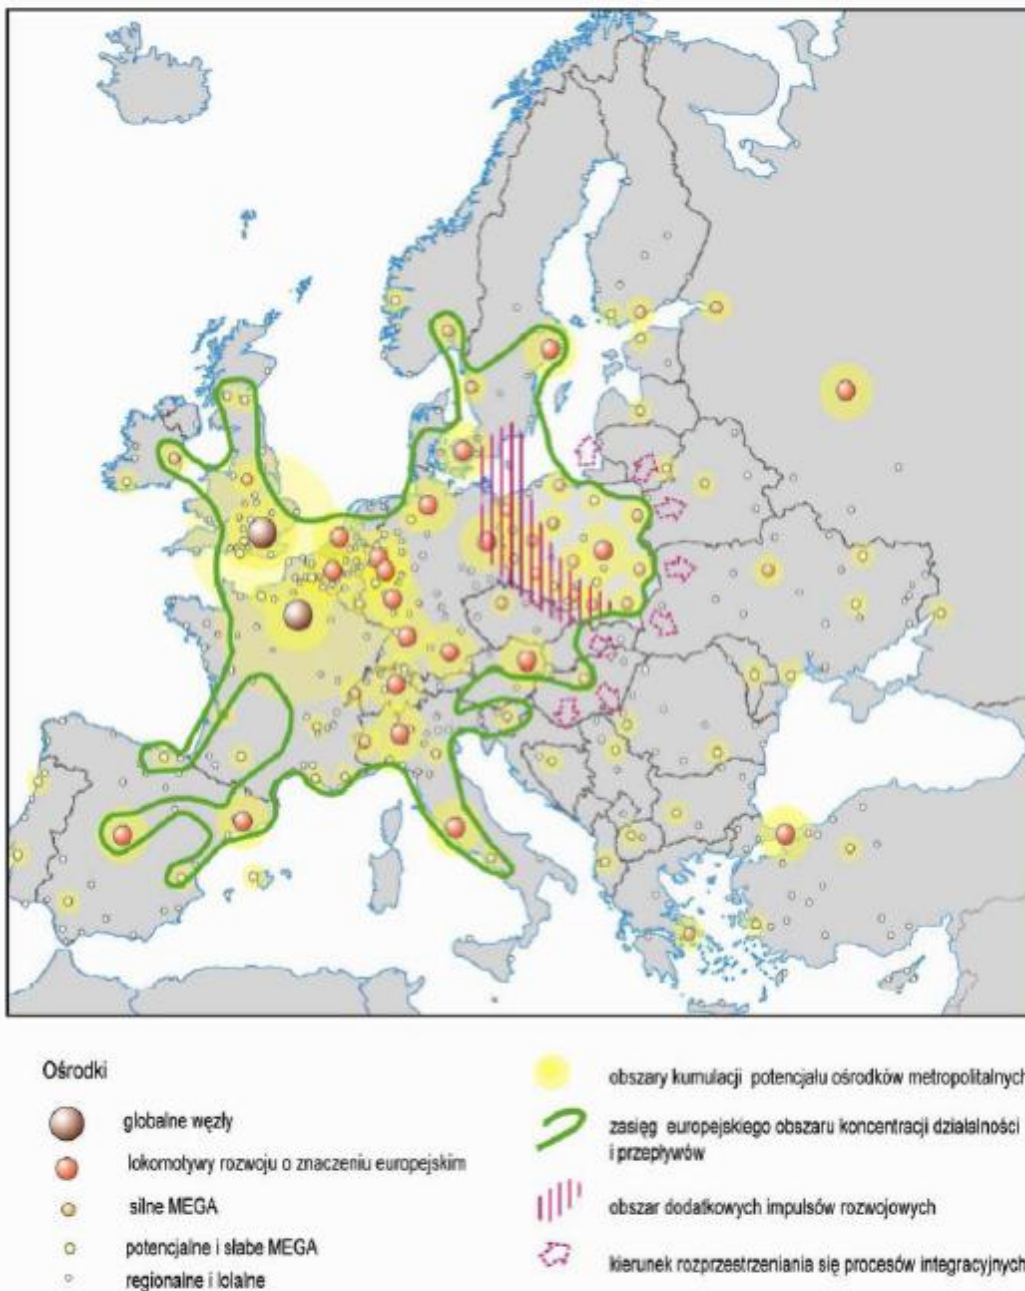 Ośrodki
globalne węzły
lokomotywy rozwoju o znaczeniu europejskim
silne MEGA
potencjalne i słabe MEGA
regionalne i lolalne
obszary kumulacji potencjału ośrodków metropolitalnych
zasięg europejskiego obszaru koncentracji działalności
i przepływów
obszar dodatkowych impulsów rozwojowych
kierunek rozprzestrzeniania się procesów integracyjnych